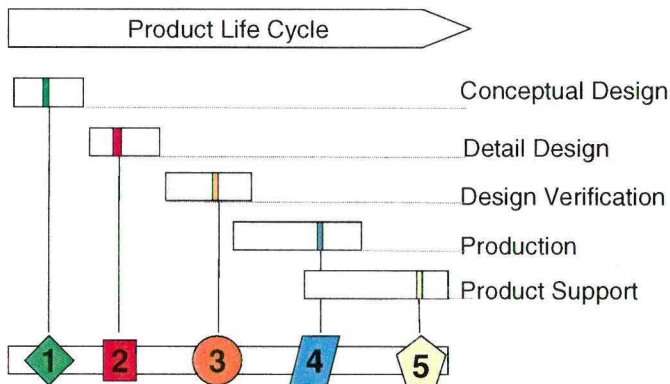 Product Life Cycle
Conceptual Design
Detail Design
Design Verification
Production
Product Support
1 2 3 4 5